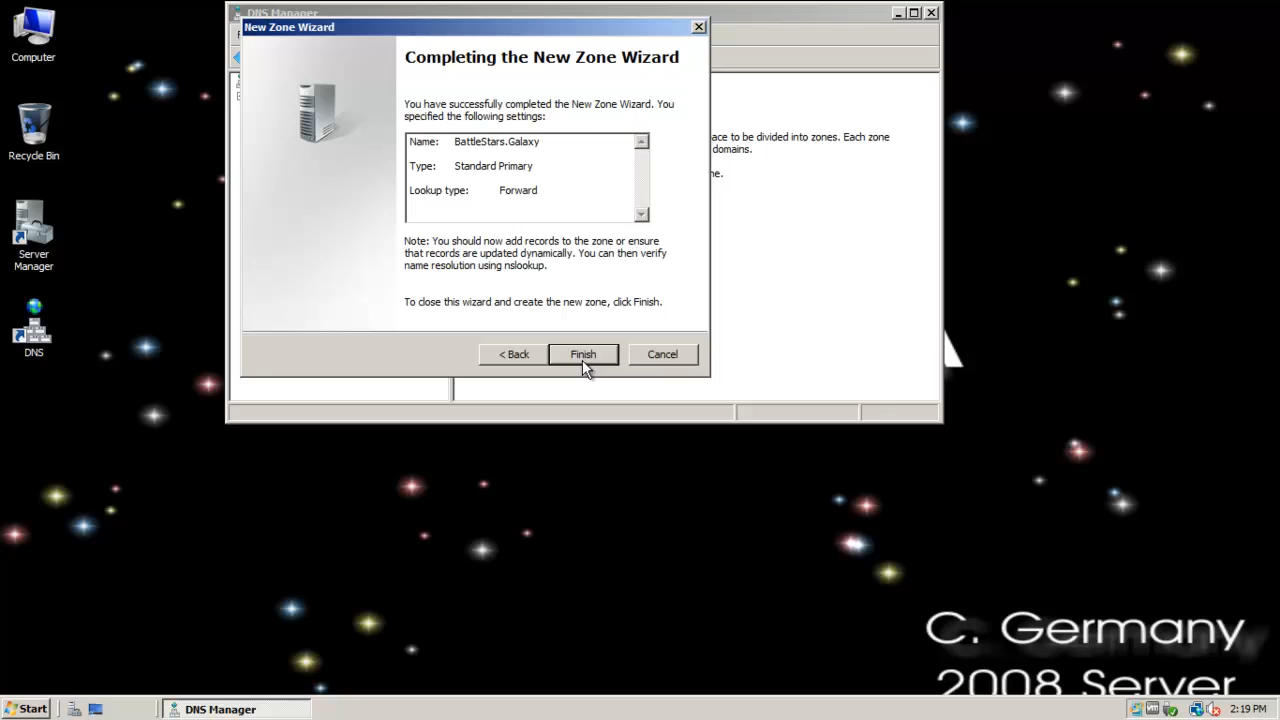 DNS Manager
New Zone Wizard
Computer
Completing the New Zone Wizard
You have successfully completed the New Zone Wizard. You
specified the following settings:
Name: BattleStars.Galaxy
Type: Standard Primary
Lookup type: Forward
ace to be divided into zones. Each zone
domains.
ne.
Recycle Bin
Server
Manager
Note: You should now add records to the zone or ensure
that records are updated dynamically. You can then verify
name resolution using nslookup.
To close this wizard and create the new zone, click Finish.
DNS
< Back
Finish
Cancel
C. Germany
2008 Server
Start
DNS Manager
2:19 PM